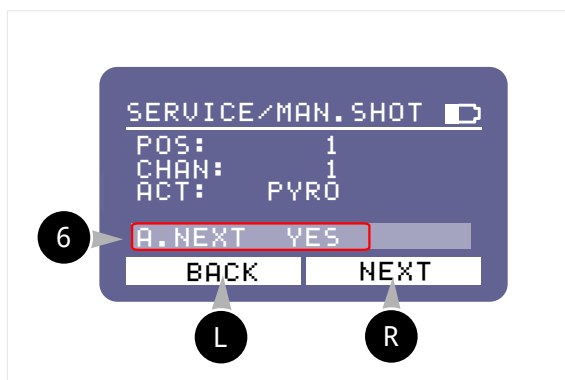 SERVICE/MAN.SHOT
POS: 1
CHAN: 1
ACT: PYRO
6
A.NEXT YES
BACK NEXT
L R